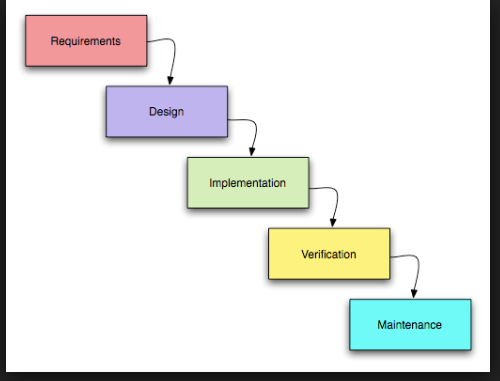 Requirements
Design
Implementation
Verification
Maintenance